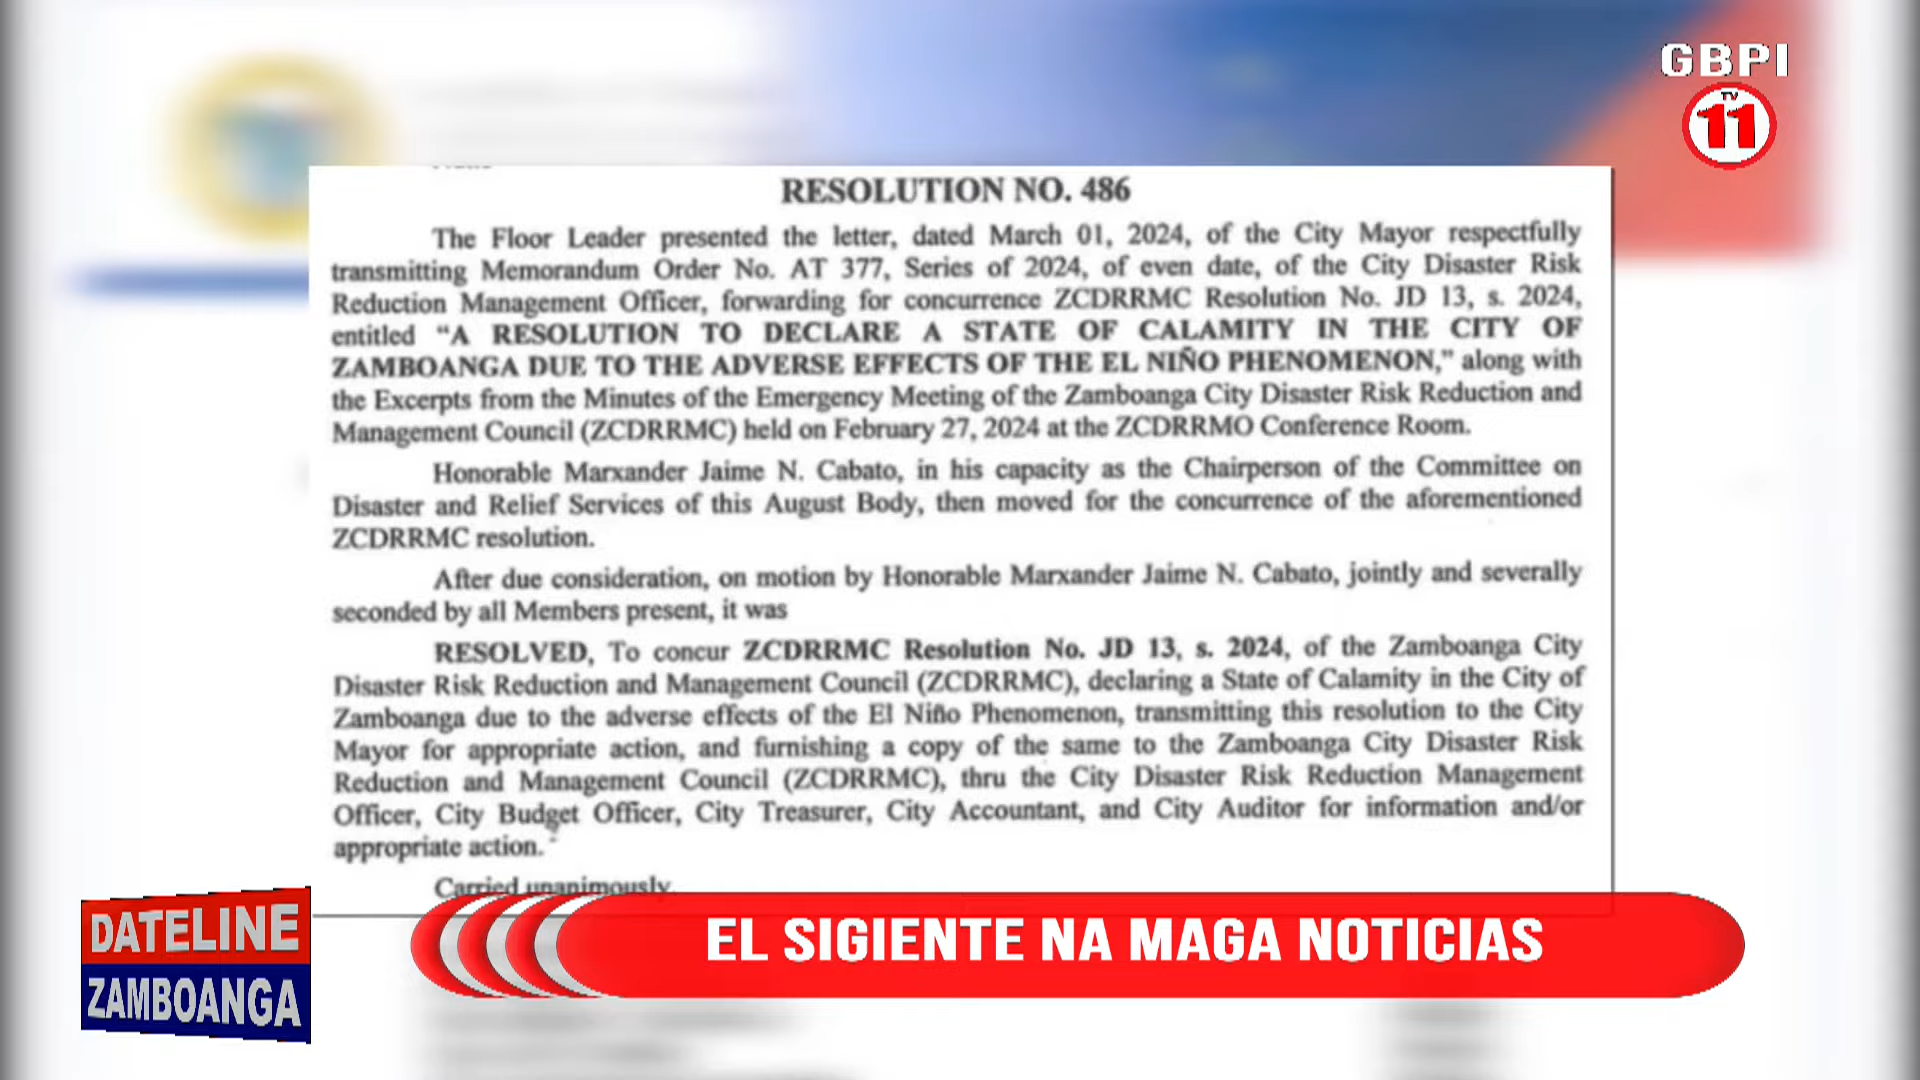 GBPI
TV
11
RESOLUTION NO. 486
The Floor Leader presented the letter, dated March 01, 2024, of the City Mayor respectfully
transmitting Memorandum Order No. AT 377, Series of 2024, of even date, of the City Disaster Risk
Reduction Management Officer, forwarding for concurrence ZCDRRMC Resolution No. JD 13, s. 2024,
entitled “A RESOLUTION TO DECLARE A STATE OF CALAMITY IN THE CITY OF
ZAMBOANGA DUE TO THE ADVERSE EFFECTS OF THE EL NIÑO PHENOMENON,” along with
the Excerpts from the Minutes of the Emergency Meeting of the Zamboanga City Disaster Risk Reduction and
Management Council (ZCDRRMC) held on February 27, 2024 at the ZCDRRMO Conference Room.
Honorable Marxander Jaime N. Cabato, in his capacity as the Chairperson of the Committee on
Disaster and Relief Services of this August Body, then moved for the concurrence of the aforementioned
ZCDRRMC resolution.
After due consideration, on motion by Honorable Marxander Jaime N. Cabato, jointly and severally
seconded by all Members present, it was
RESOLVED, To concur ZCDRRMC Resolution No. JD 13, s. 2024, of the Zamboanga City
Disaster Risk Reduction and Management Council (ZCDRRMC), declaring a State of Calamity in the City of
Zamboanga due to the adverse effects of the El Niño Phenomenon, transmitting this resolution to the City
Mayor for appropriate action, and furnishing a copy of the same to the Zamboanga City Disaster Risk
Reduction and Management Council (ZCDRRMC), thru the City Disaster Risk Reduction Management
Officer, City Budget Officer, City Treasurer, City Accountant, and City Auditor for information and/or
appropriate action.
Carried unanimously.
DATELINE
ZAMBOANGA
EL SIGIENTE NA MAGA NOTICIAS